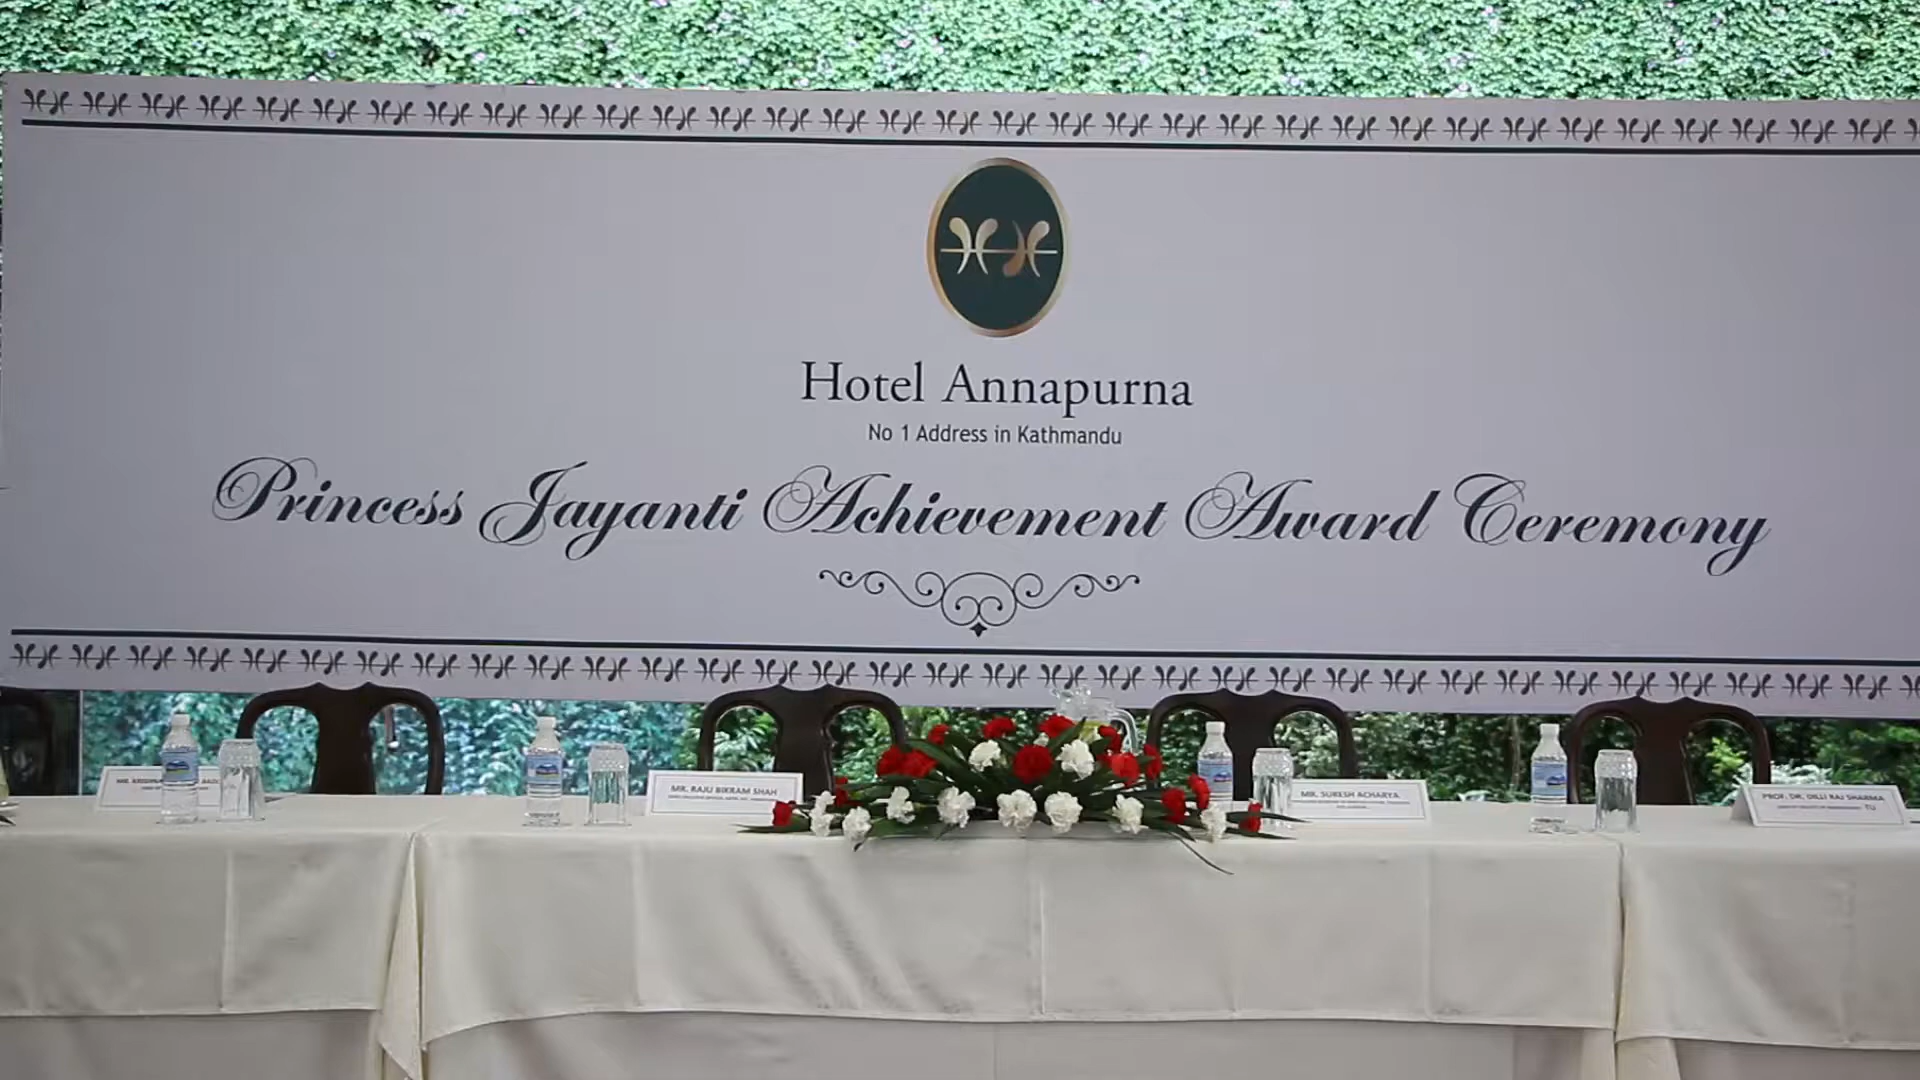 Hotel Annapurna
No 1 Address in Kathmandu
Princess Jayanti Achievement Award Ceremony
MR. RAJU BIKRAM SHAH
MR. SURESH ACHARYA
PROF. DR. DILLI RAJ SHARMA
TU